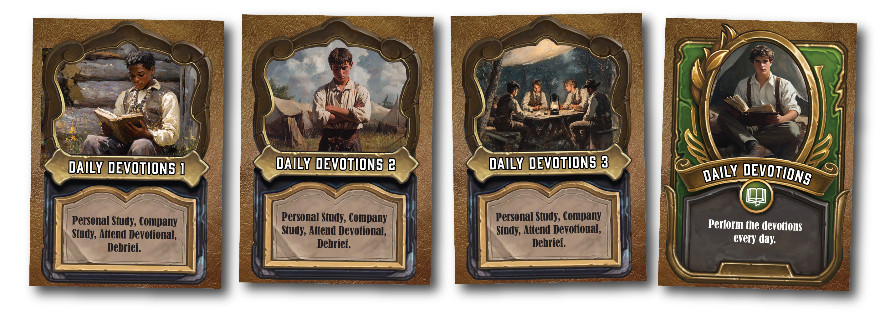 DAILY DEVOTIONS 1
Personal Study, Company
Study, Attend Devotional,
Debrief.
DAILY DEVOTIONS 2
Personal Study, Company
Study, Attend Devotional,
Debrief.
DAILY DEVOTIONS 3
Personal Study, Company
Study, Attend Devotional,
Debrief.
DAILY DEVOTIONS
Perform the devotions
every day.